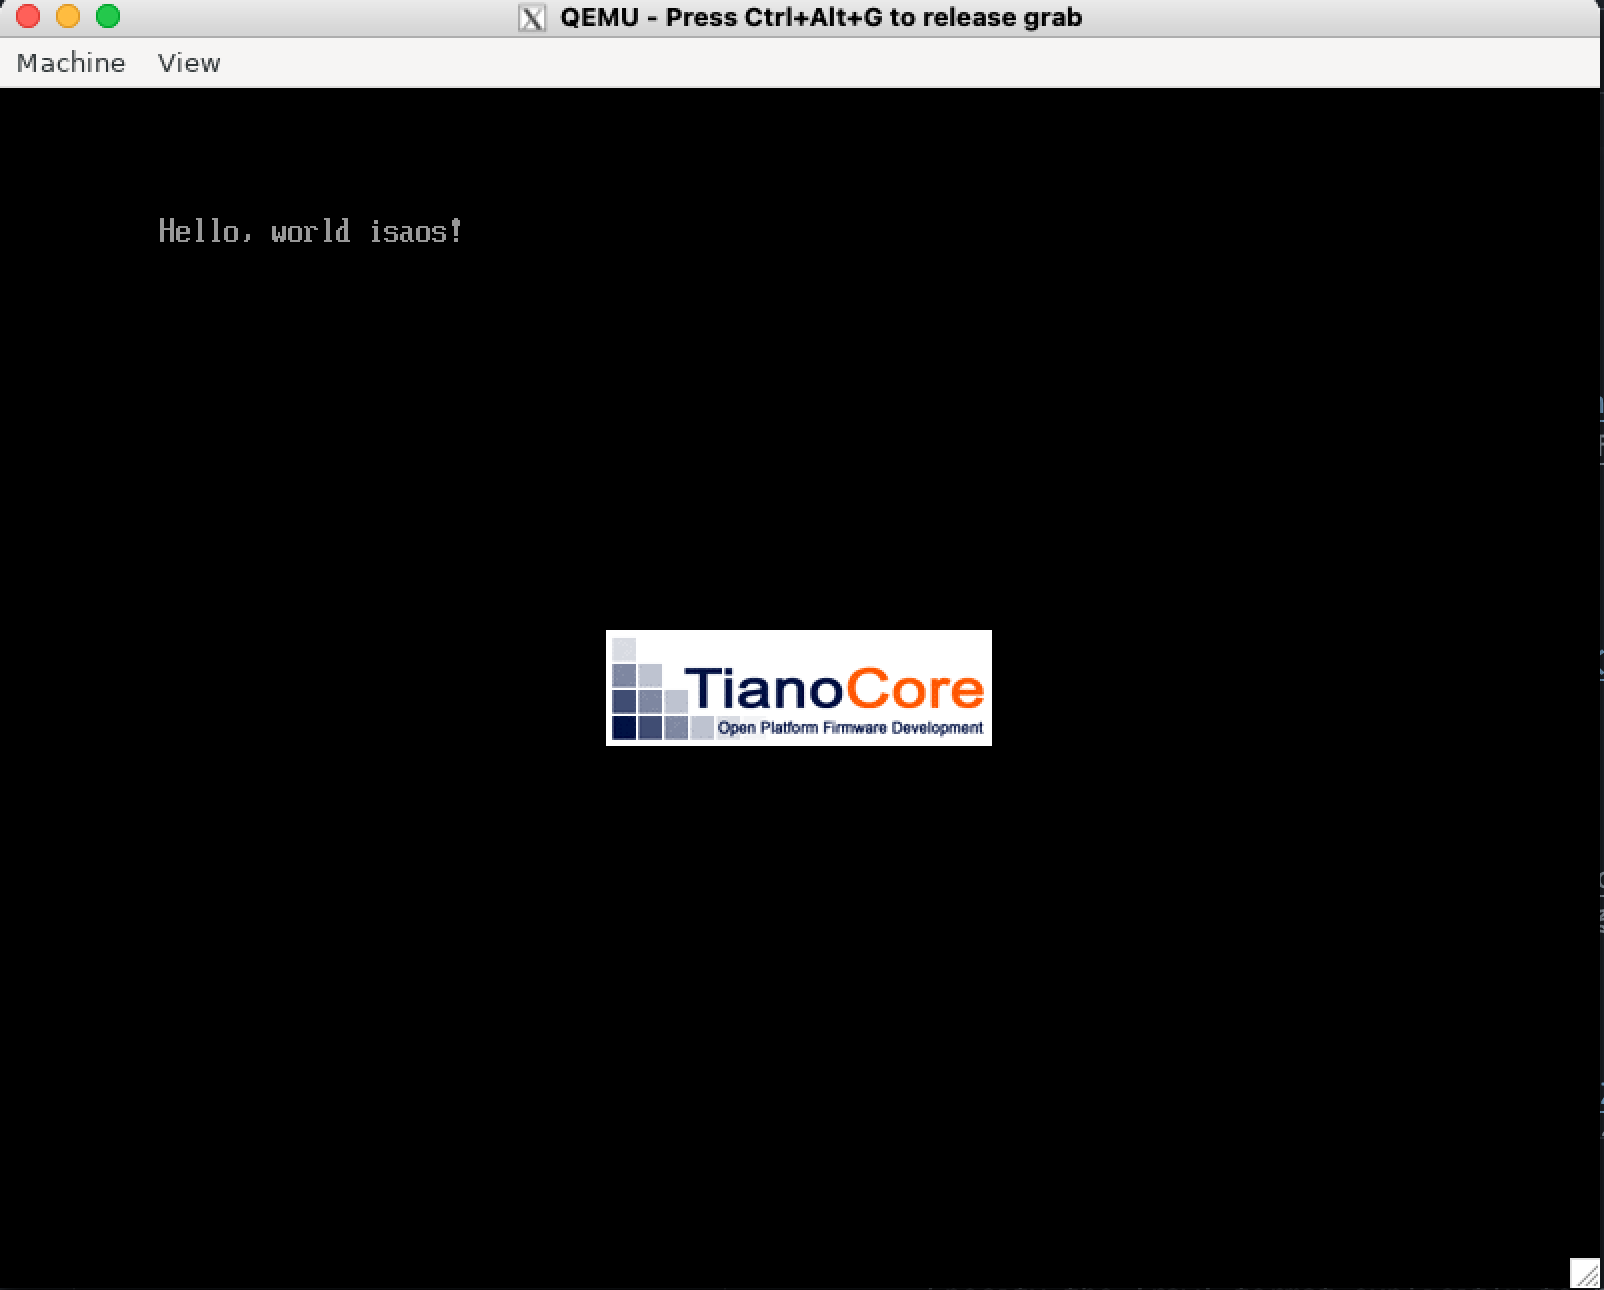 QEMU - Press Ctrl+Alt+G to release grab
Machine View
Hello, world isaos!
TianoCore
Open Platform Firmware Development